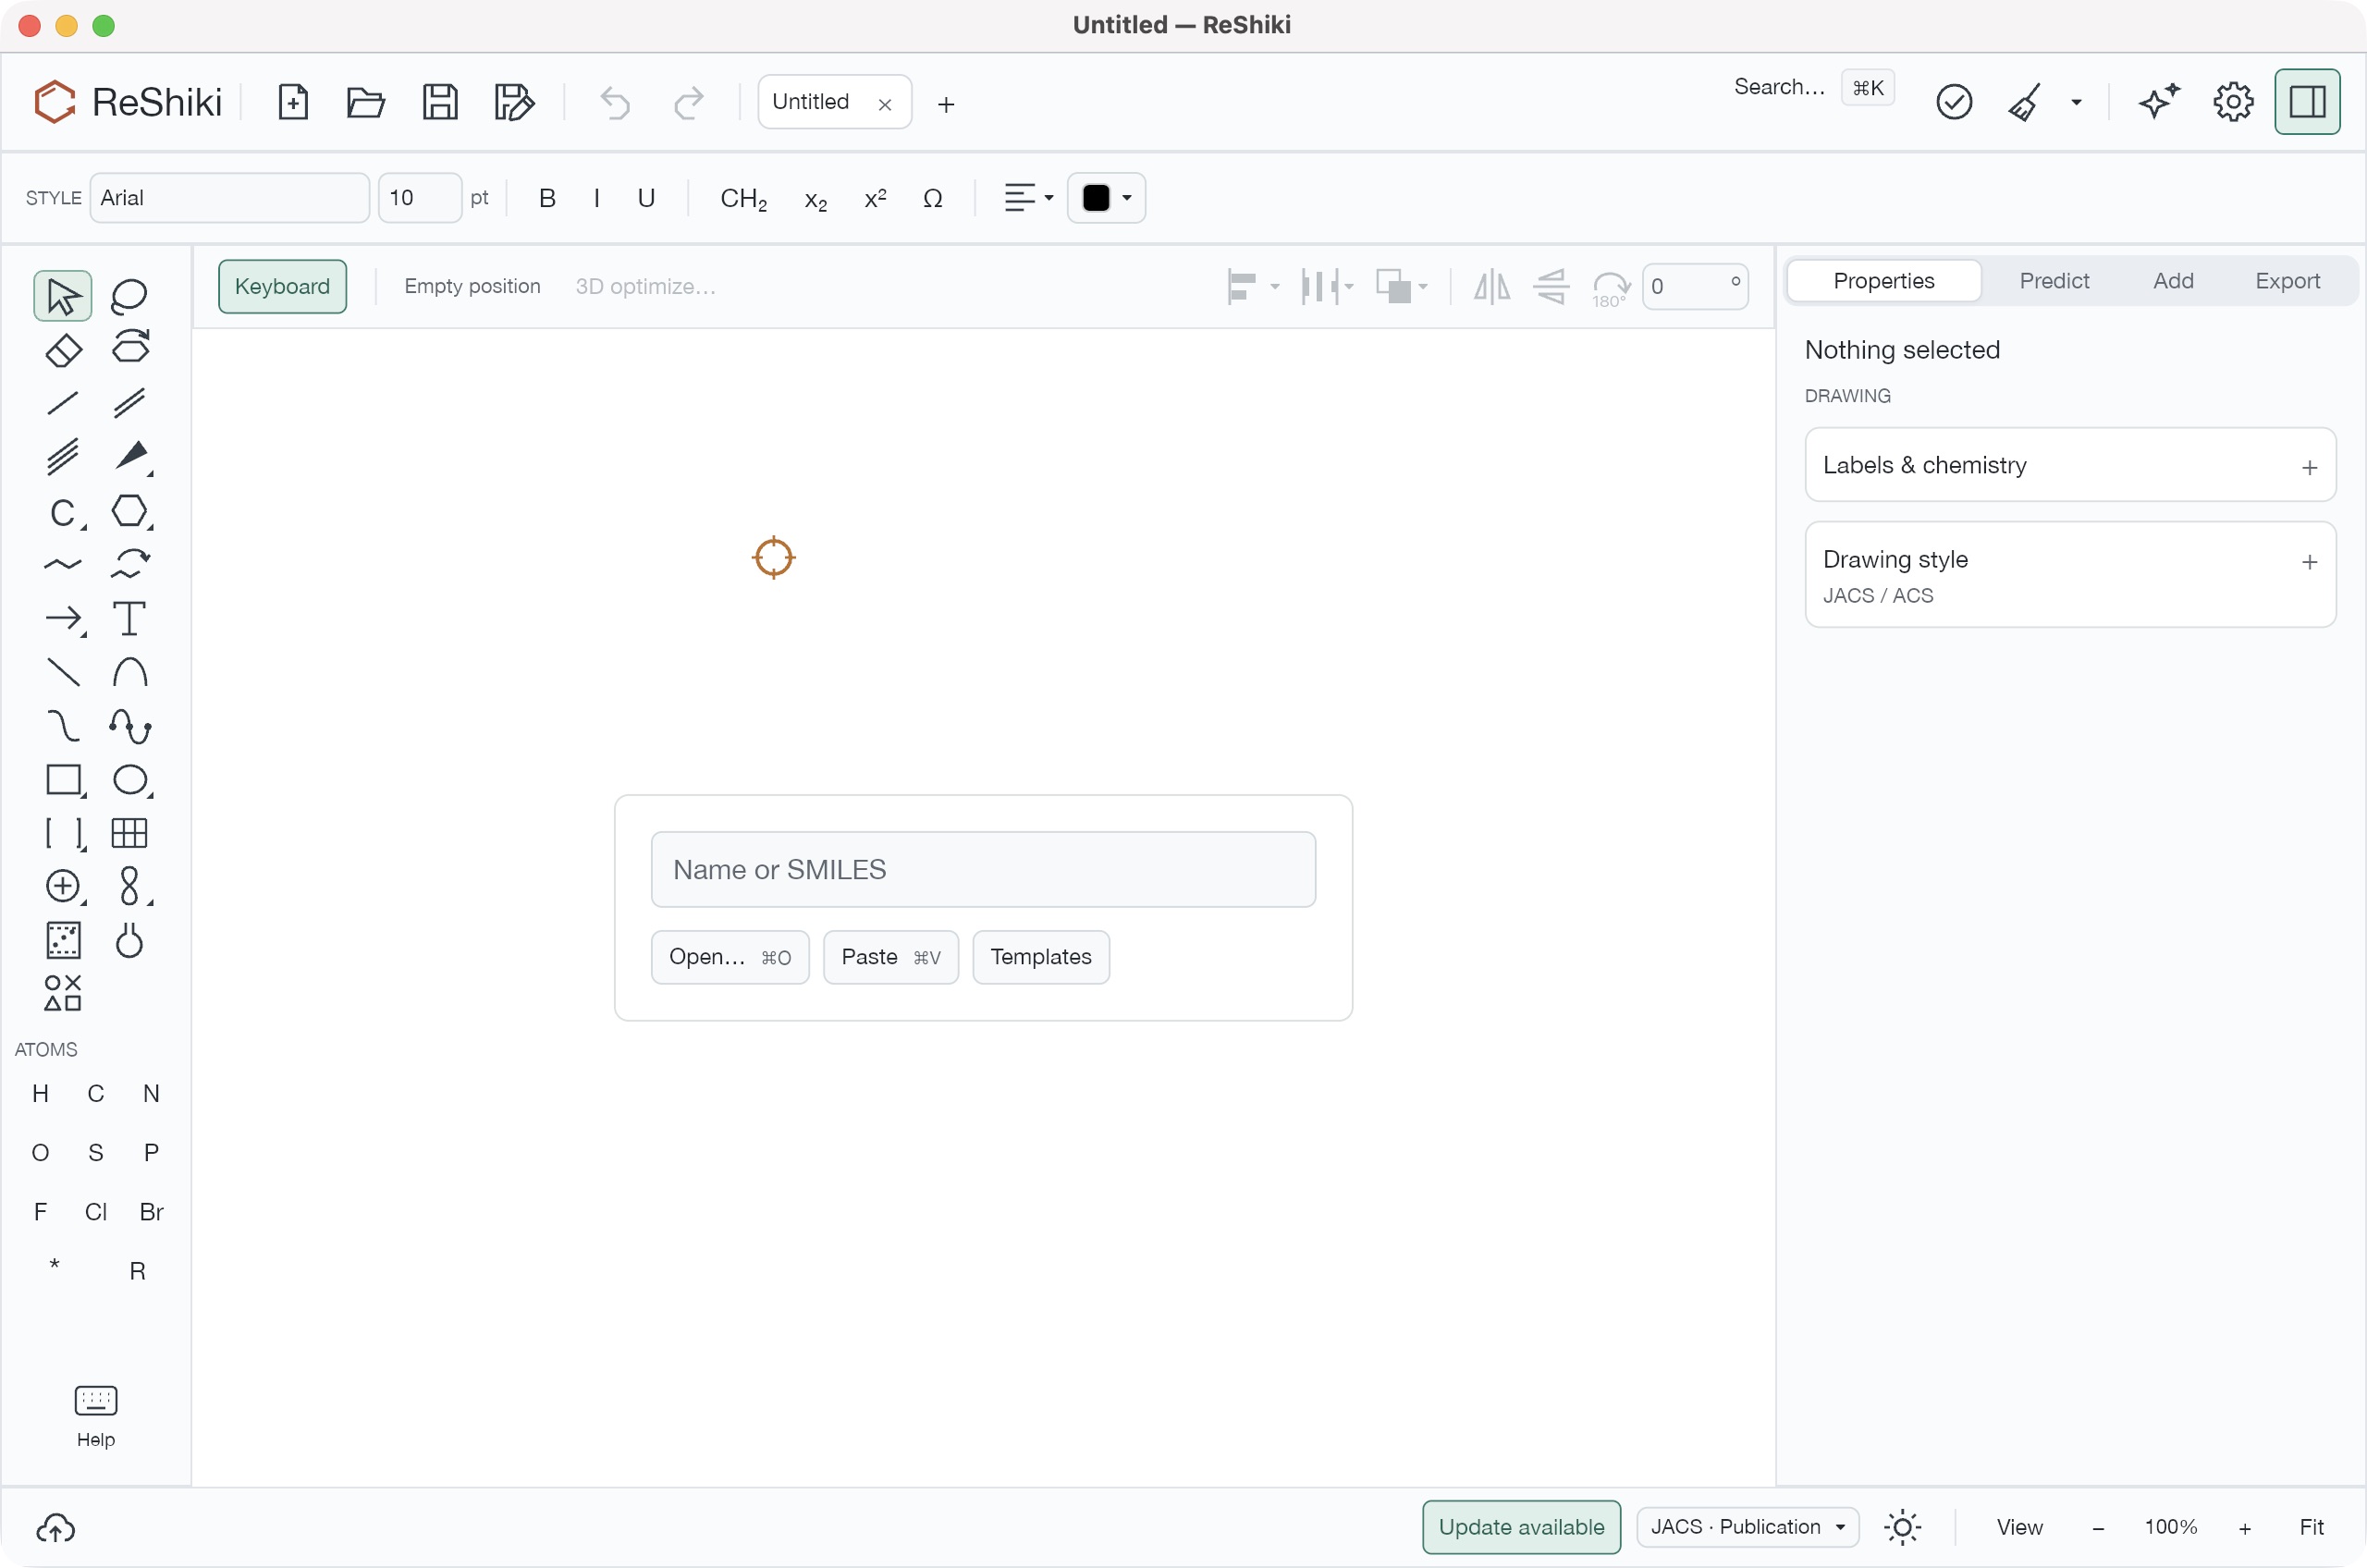 Untitled — ReShiki
ReShiki
Untitled
Search... ⌘K
STYLE Arial 10 pt B I U CH₂ x₂ x² Ω
Keyboard Empty position 3D optimize... 180° 0 °
Properties Predict Add Export
Nothing selected
DRAWING
Labels & chemistry +
Drawing style +
JACS / ACS
C
T
Name or SMILES
Open... ⌘O Paste ⌘V Templates
ATOMS
H C N
O S P
F Cl Br
* R
Help
Update available JACS · Publication View − 100% + Fit